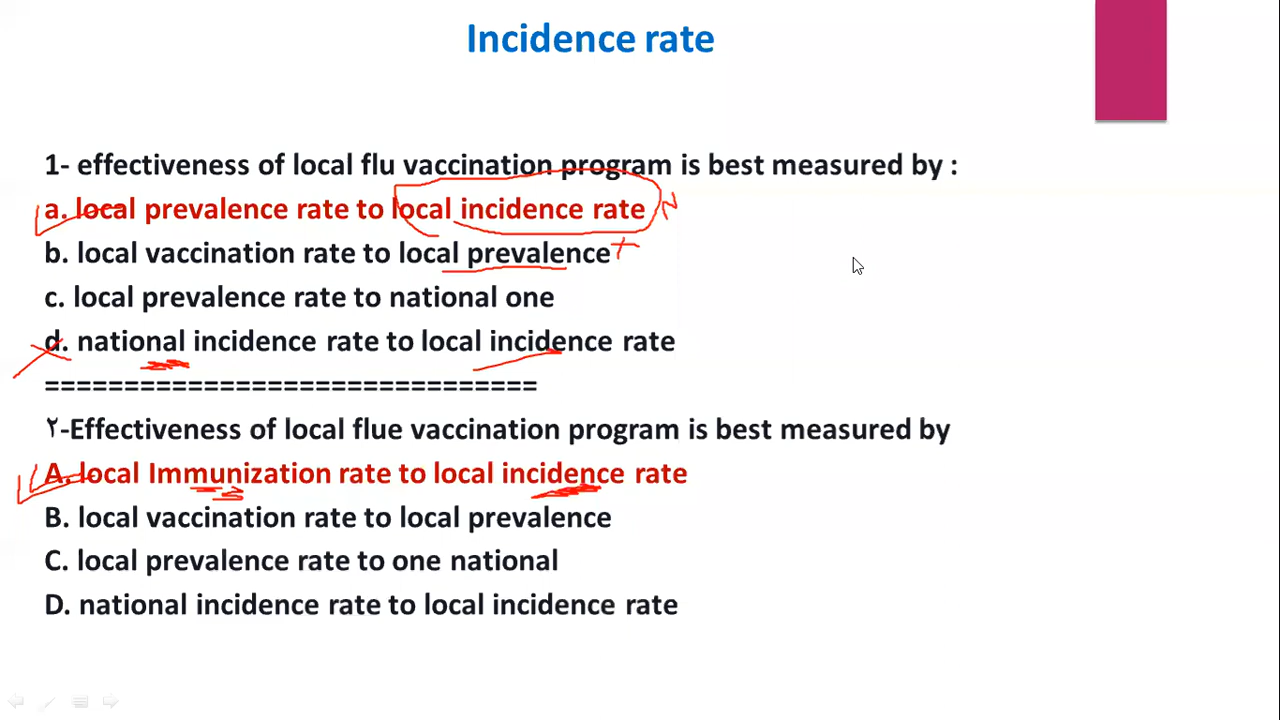 Incidence rate
1- effectiveness of local flu vaccination program is best measured by :
a. local prevalence rate to local incidence rate N
b. local vaccination rate to local prevalence
c. local prevalence rate to national one
d. national incidence rate to local incidence rate
===============================
٢-Effectiveness of local flue vaccination program is best measured by
A. local Immunization rate to local incidence rate
B. local vaccination rate to local prevalence
C. local prevalence rate to one national
D. national incidence rate to local incidence rate